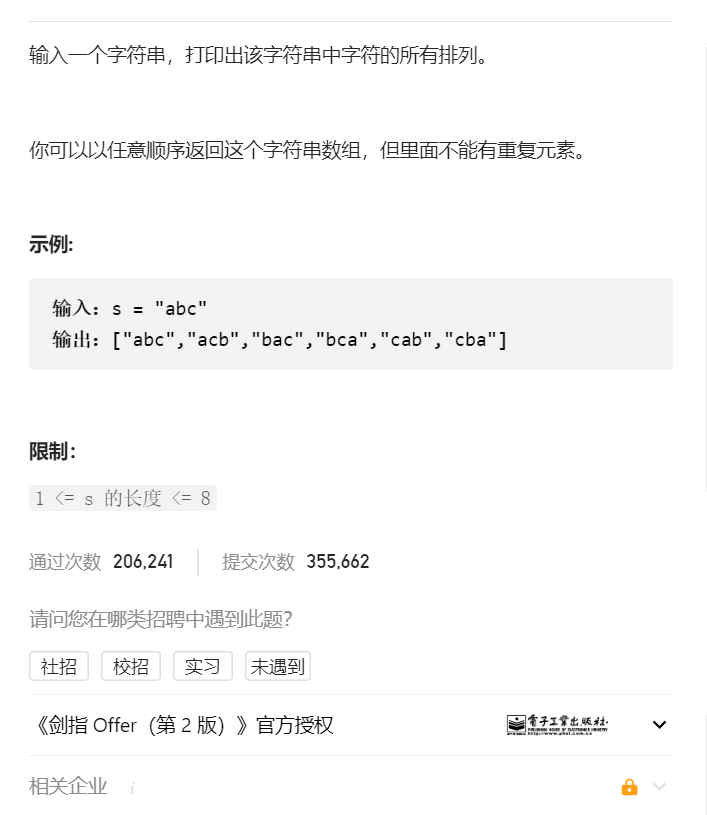 输入一个字符串，打印出该字符串中字符的所有排列。
你可以以任意顺序返回这个字符串数组，但里面不能有重复元素。
示例:
输入：s = "abc"
输出：["abc","acb","bac","bca","cab","cba"]
限制：
1 <= s 的长度 <= 8
通过次数 206,241 提交次数 355,662
请问您在哪类招聘中遇到此题？
社招 校招 实习 未遇到
《剑指 Offer（第 2 版）》官方授权 电子工业出版社
PUBLISHING HOUSE OF ELECTRONICS INDUSTRY
http://www.phei.com.cn
相关企业 i